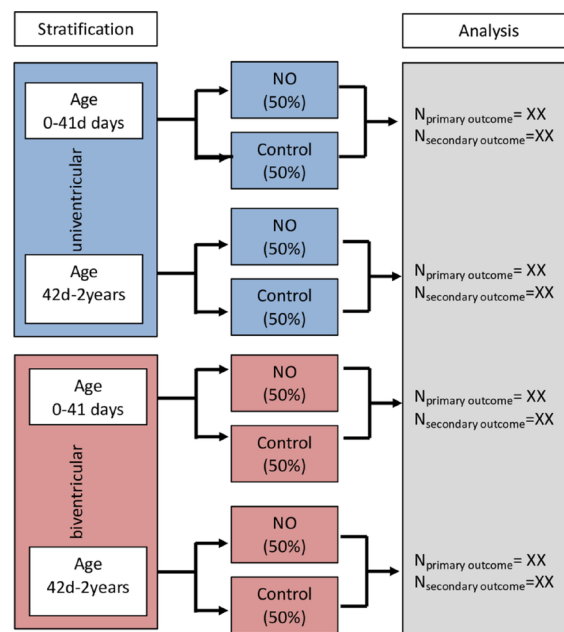 Stratification
Analysis
Age
0-41d days
univentricular
Age
42d-2years
NO
(50%)
Control
(50%)
NO
(50%)
Control
(50%)
Nprimary outcome= XX
Nsecondary outcome=XX
Nprimary outcome= XX
Nsecondary outcome=XX
Age
0-41 days
biventricular
Age
42d-2years
NO
(50%)
Control
(50%)
NO
(50%)
Control
(50%)
Nprimary outcome= XX
Nsecondary outcome=XX
Nprimary outcome= XX
Nsecondary outcome=XX